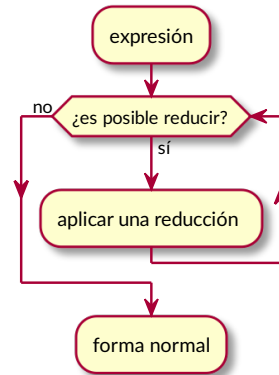 expresión
no
¿es posible reducir?
sí
aplicar una reducción
forma normal